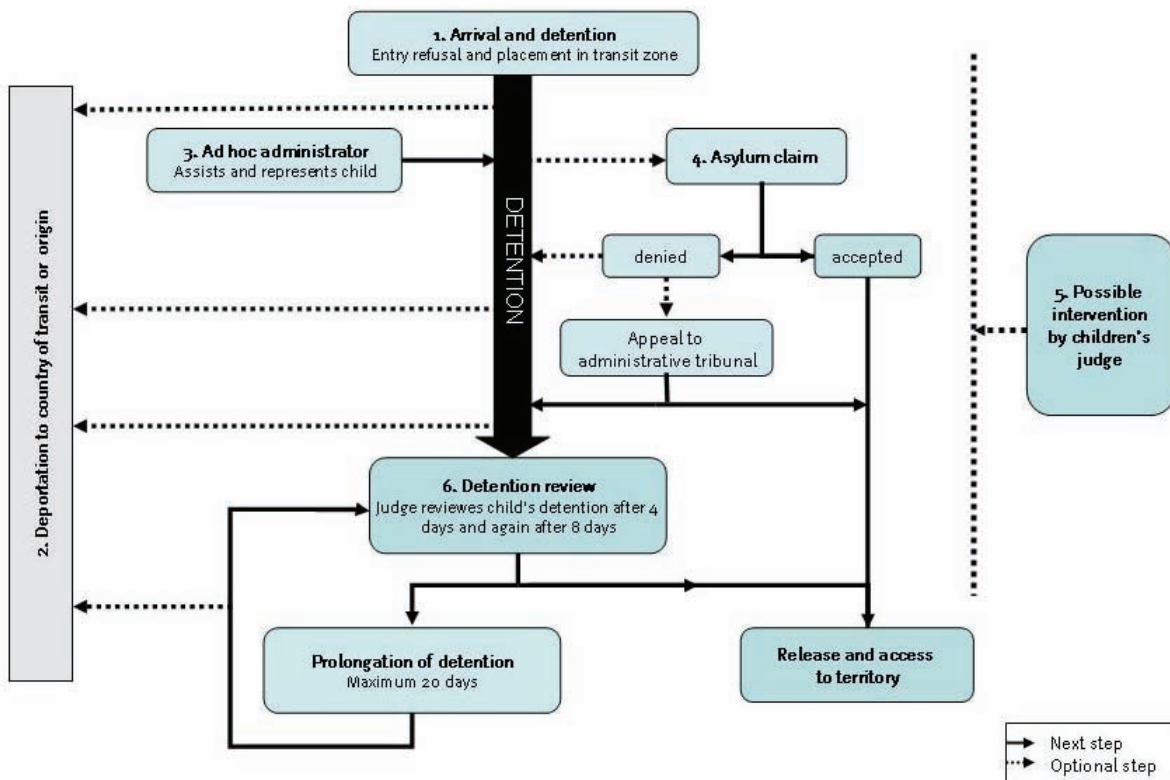 1. Arrival and detention
Entry refusal and placement in transit zone
3. Ad hoc administrator
Assists and represents child
4. Asylum claim
DETENTION
denied
accepted
Appeal to
administrative tribunal
5. Possible
intervention
by children's
judge
2. Deportation to country of transit or origin
6. Detention review
Judge reviewes child's detention after 4
days and again after 8 days
Prolongation of detention
Maximum 20 days
Release and access
to territory
Next step
Optional step